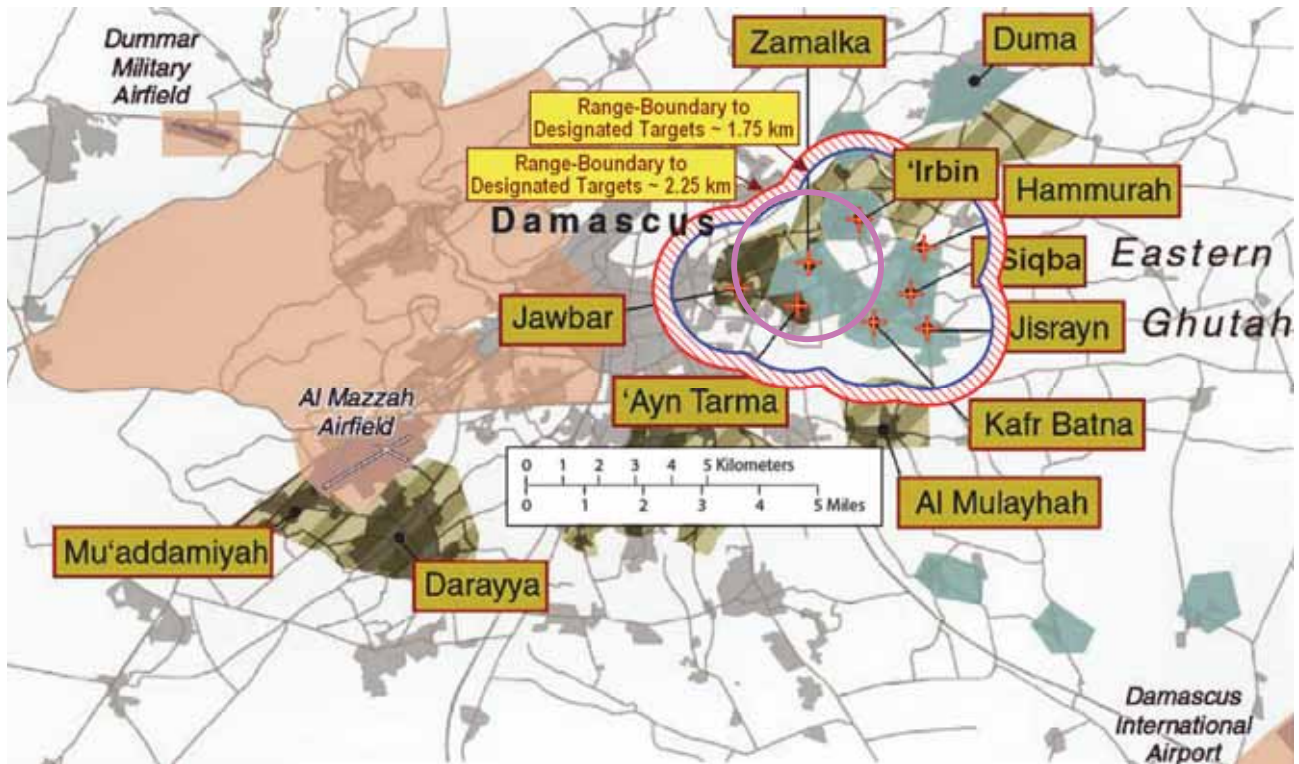 Dummar
Military
Airfield
Zamalka
Duma
Range-Boundary to
Designated Targets ~ 1.75 km
Range-Boundary to
Designated Targets ~ 2.25 km
'Irbin
Hammurah
Damascus
Siqba
Eastern
Ghutah
Jawbar
Jisrayn
'Ayn Tarma
Kafr Batna
Al Mazzah
Airfield
0 1 2 3 4 5 Kilometers
0 1 2 3 4 5 Miles
Al Mulayhah
Mu'addamiyah
Darayya
Damascus
International
Airport